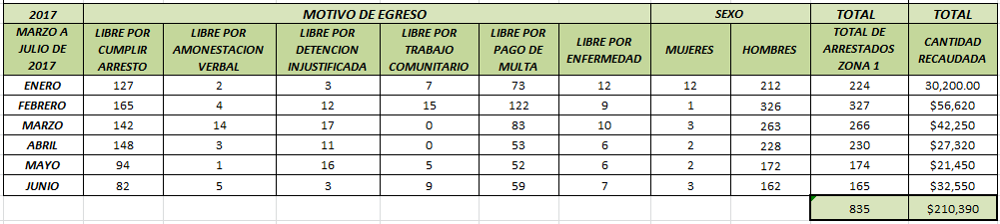 2017 MOTIVO DE EGRESO SEXO TOTAL TOTAL
MARZO A JULIO DE 2017 LIBRE POR CUMPLIR ARRESTO LIBRE POR AMONESTACION VERBAL LIBRE POR DETENCION INJUSTIFICADA LIBRE POR TRABAJO COMUNITARIO LIBRE POR PAGO DE MULTA LIBRE POR ENFERMEDAD MUJERES HOMBRES TOTAL DE ARRESTADOS ZONA 1 CANTIDAD RECAUDADA
ENERO 127 2 3 7 73 12 12 212 224 30,200.00
FEBRERO 165 4 12 15 122 9 1 326 327 $56,620
MARZO 142 14 17 0 83 10 3 263 266 $42,250
ABRIL 148 3 11 0 53 6 2 228 230 $27,320
MAYO 94 1 16 5 52 6 2 172 174 $21,450
JUNIO 82 5 3 9 59 7 3 162 165 $32,550
835 $210,390